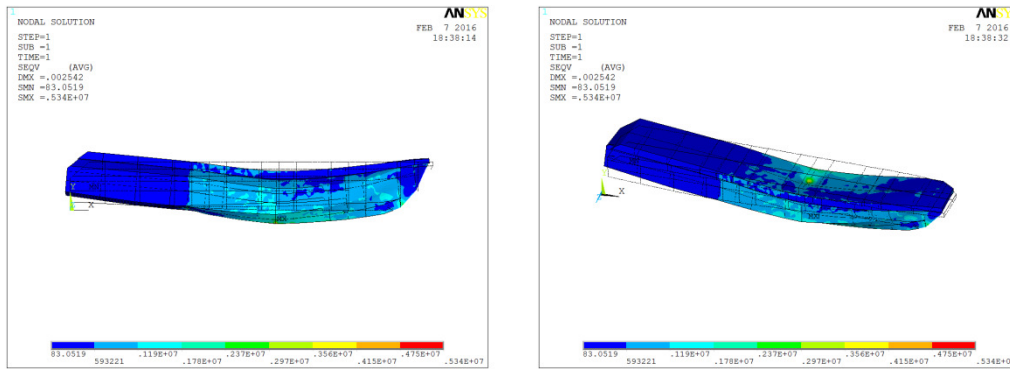 1
NODAL SOLUTION
STEP=1
SUB =1
TIME=1
SEQV (AVG)
DMX =.002542
SMN =83.0519
SMX =.534E+07
ANSYS
FEB 7 2016
18:38:14
Y
X
MX
83.0519 .119E+07 .237E+07 .356E+07 .475E+07
593221 .178E+07 .297E+07 .415E+07 .534E+07
1
NODAL SOLUTION
STEP=1
SUB =1
TIME=1
SEQV (AVG)
DMX =.002542
SMN =83.0519
SMX =.534E+07
ANSYS
FEB 7 2016
18:38:32
X
83.0519 .119E+07 .237E+07 .356E+07 .475E+07
593221 .178E+07 .297E+07 .415E+07 .534E+07